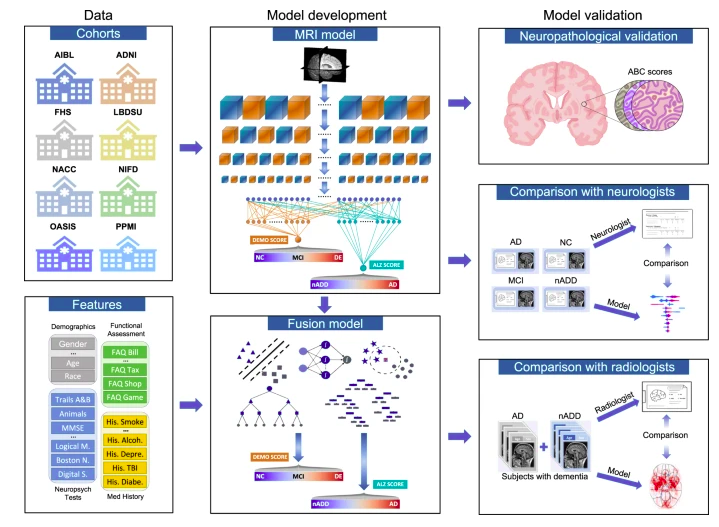 Data
Model development
Model validation
Cohorts
AIBL
ADNI
FHS
LBDSU
NACC
NIFD
OASIS
PPMI
Features
Demographics
Functional
Assessment
Gender
...
Age
Race
FAQ Bill
...
FAQ Tax
FAQ Shop
FAQ Game
Trails A&B
Animals
MMSE
...
Logical M.
Boston N.
Digital S.
His. Smoke
...
His. Alcoh.
His. Depre.
His. TBI
His. Diabe.
Neuropsych
Tests
Med History
MRI model
DEMO SCORE
NC MCI DE
ALZ SCORE
nADD AD
Fusion model
DEMO SCORE
NC MCI DE
ALZ SCORE
nADD AD
Neuropathological validation
ABC scores
Comparison with neurologists
AD
NC
MCI
nADD
Neurologist
Comparison
Model
Comparison with radiologists
AD
nADD
Subjects with dementia
Radiologist
Comparison
Model